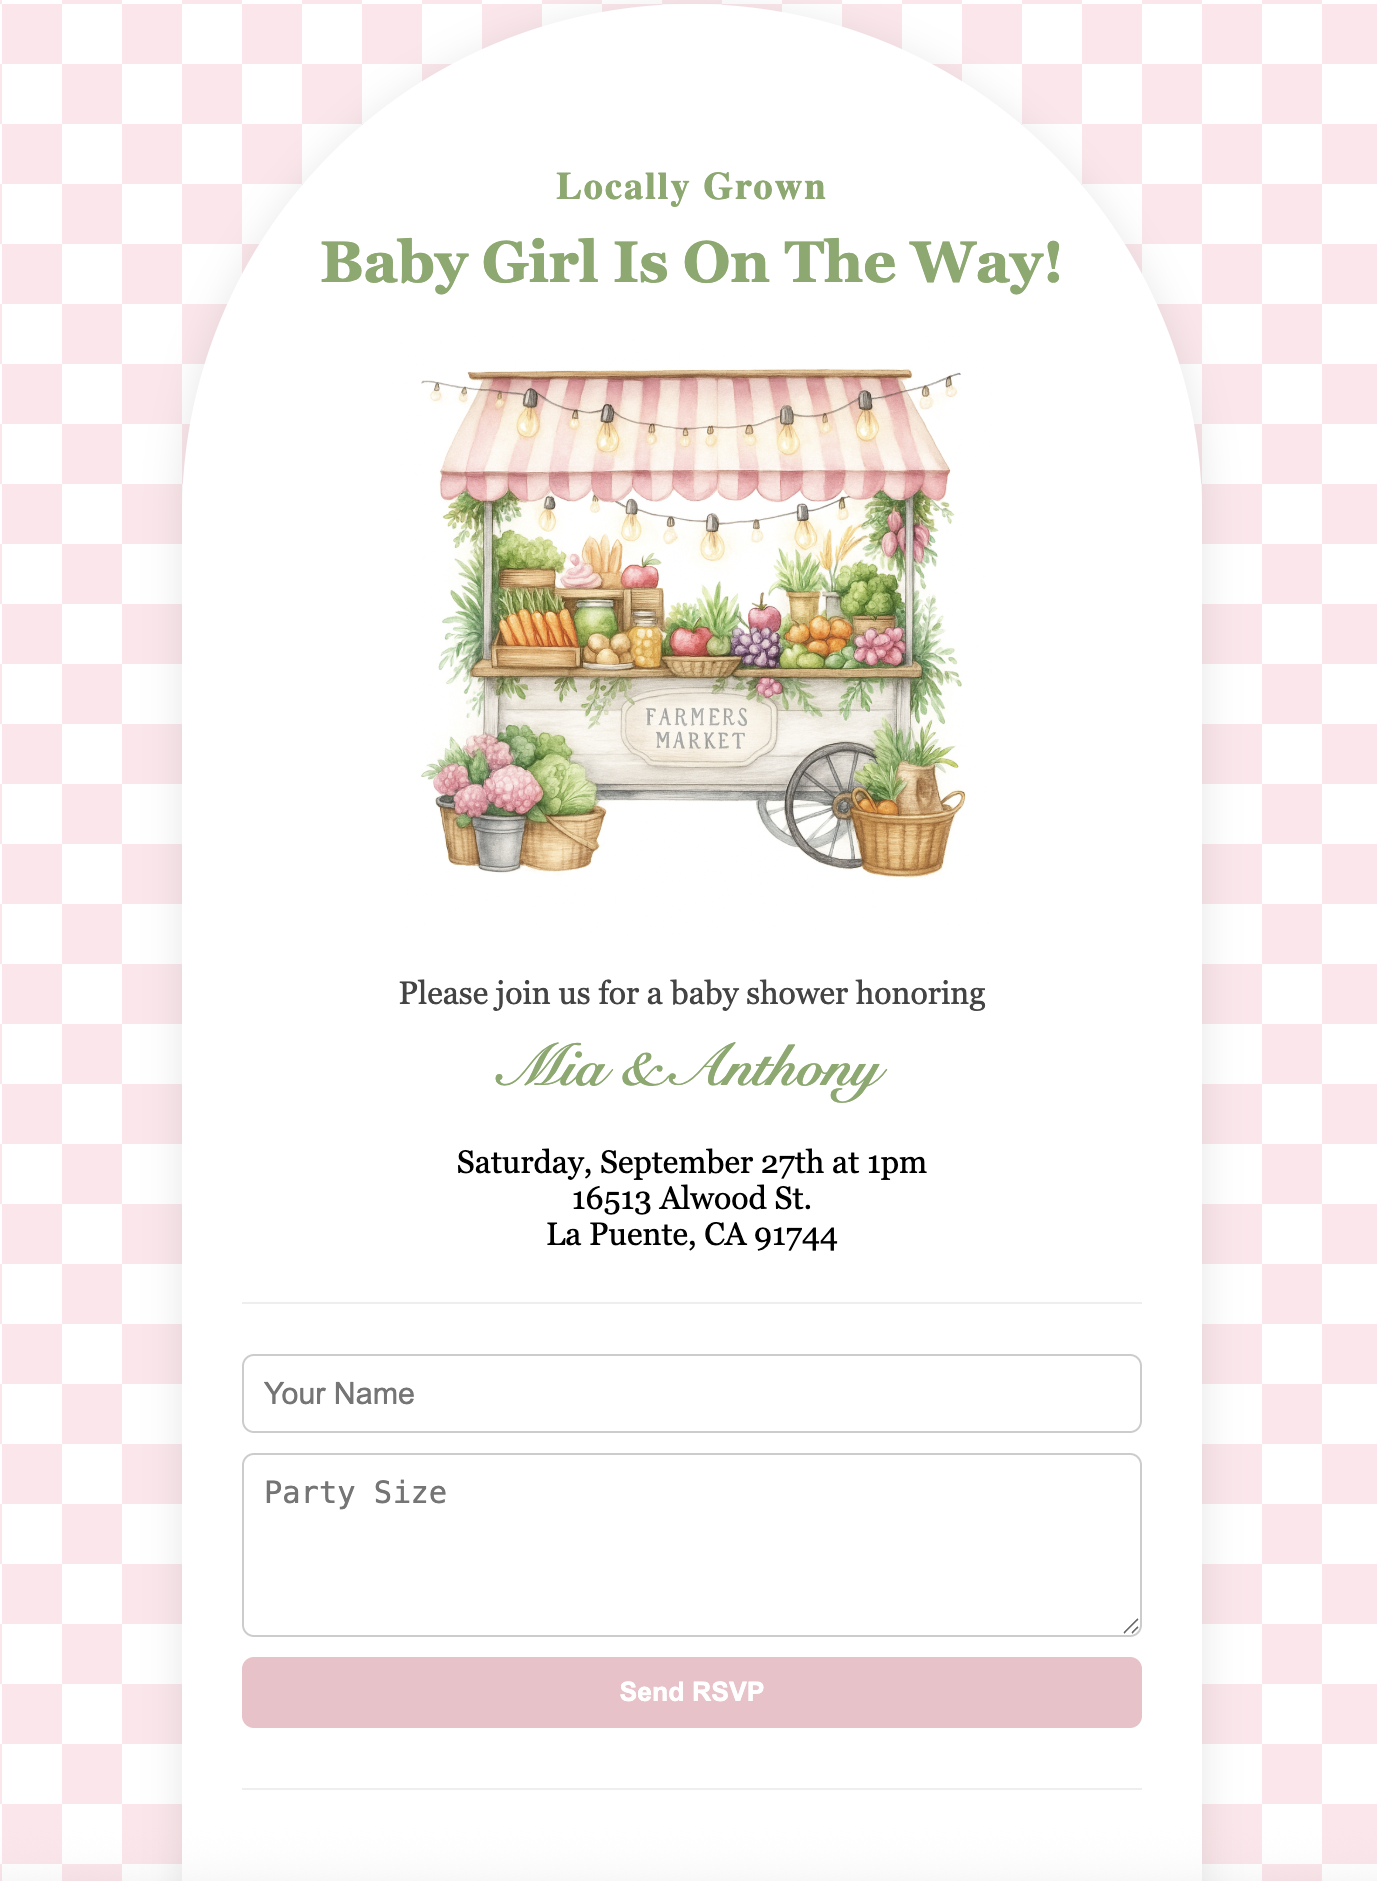 Locally Grown
Baby Girl Is On The Way!
FARMERS
MARKET
Please join us for a baby shower honoring
Mia & Anthony
Saturday, September 27th at 1pm
16513 Alwood St.
La Puente, CA 91744
Your Name
Party Size
Send RSVP